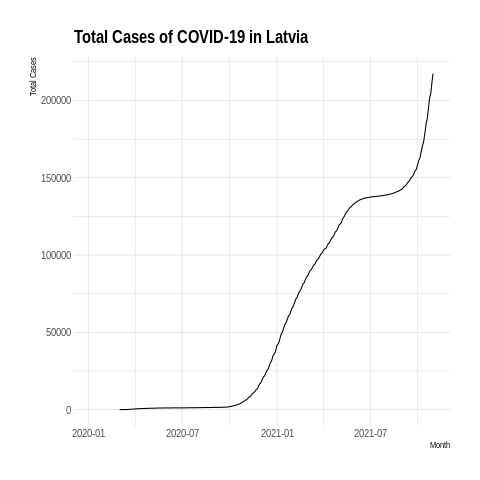 Total Cases of COVID-19 in Latvia
Total Cases
200000
150000
100000
50000
0
2020-01 2020-07 2021-01 2021-07
Month